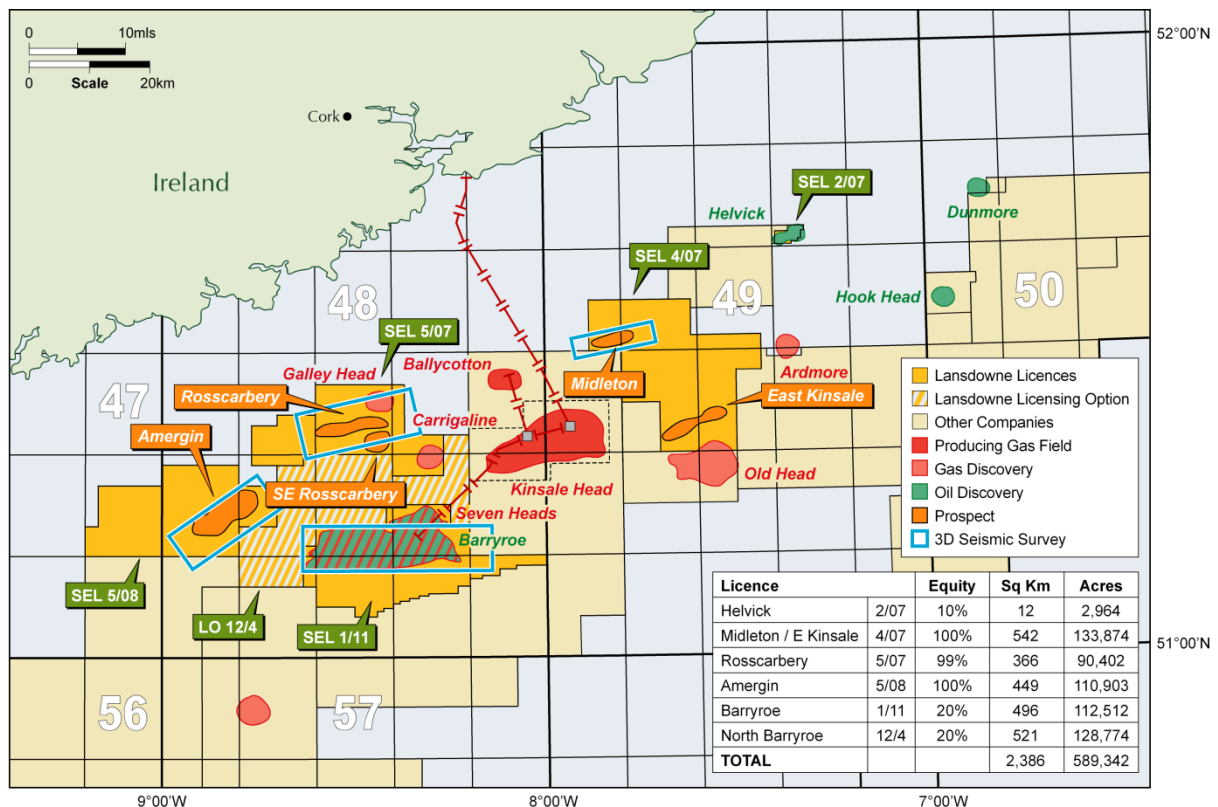 0 10mls
0 Scale 20km
52°00'N
Cork
Ireland
SEL 2/07
Helvick
Dunmore
SEL 4/07
48
49
Hook Head
50
SEL 5/07
Galley Head
Ballycotton
Ardmore
Rosscarbery
Midleton
47
Carrigaline
East Kinsale
Amergin
Old Head
SE Rosscarbery
Kinsale Head
Seven Heads
Barryroe
SEL 5/08
LO 12/4
SEL 1/11
51°00'N
56
57
Lansdowne Licences
Lansdowne Licensing Option
Other Companies
Producing Gas Field
Gas Discovery
Oil Discovery
Prospect
3D Seismic Survey
Licence Equity Sq Km Acres
Helvick 2/07 10% 12 2,964
Midleton / E Kinsale 4/07 100% 542 133,874
Rosscarbery 5/07 99% 366 90,402
Amergin 5/08 100% 449 110,903
Barryroe 1/11 20% 496 112,512
North Barryroe 12/4 20% 521 128,774
TOTAL 2,386 589,342
9°00'W 8°00'W 7°00'W